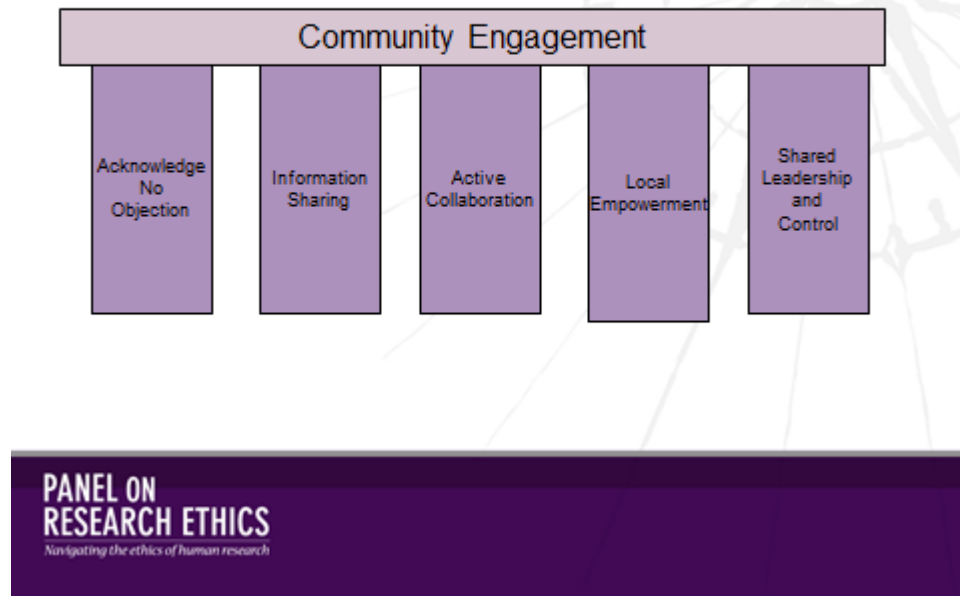 Community Engagement
Acknowledge
No
Objection
Information
Sharing
Active
Collaboration
Local
Empowerment
Shared
Leadership
and
Control
PANEL ON
RESEARCH ETHICS
Navigating the ethics of human research